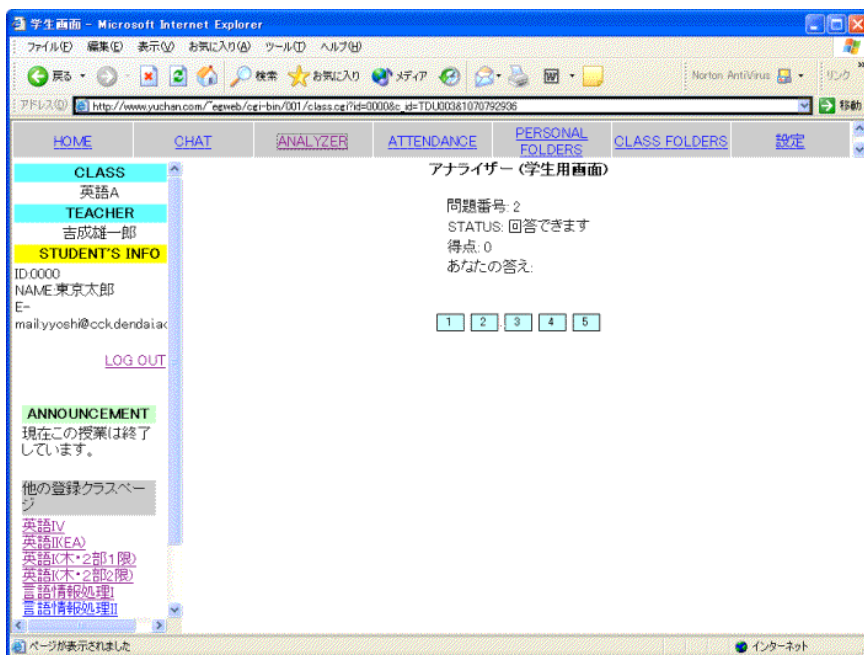 学生画面 - Microsoft Internet Explorer
ファイル(F) 編集(E) 表示(V) お気に入り(A) ツール(T) ヘルプ(H)
戻る 検索 お気に入り メディア Norton AntiVirus リンク
アドレス(D) http://www.yuchan.com/~egweb/cgi-bin/001/class.cgi?id=0000&c_id=TDU003&1070792936 移動
HOME CHAT ANALYZER ATTENDANCE PERSONAL FOLDERS CLASS FOLDERS 設定
CLASS
英語A
TEACHER
吉成雄一郎
STUDENT'S INFO
ID:0000
NAME:東京太郎
E-
mail:yyoshi@cck.dendai.ac
LOG OUT
ANNOUNCEMENT
現在この授業は終了
しています。
他の登録クラスペー
ジ
英語IV
英語II(EA)
英語I(木・2部1限)
英語I(木・2部2限)
言語情報処理I
言語情報処理II
アナライザー (学生用画面)
問題番号: 2
STATUS: 回答できます
得点: 0
あなたの答え:
1 2 3 4 5
ページが表示されました インターネット